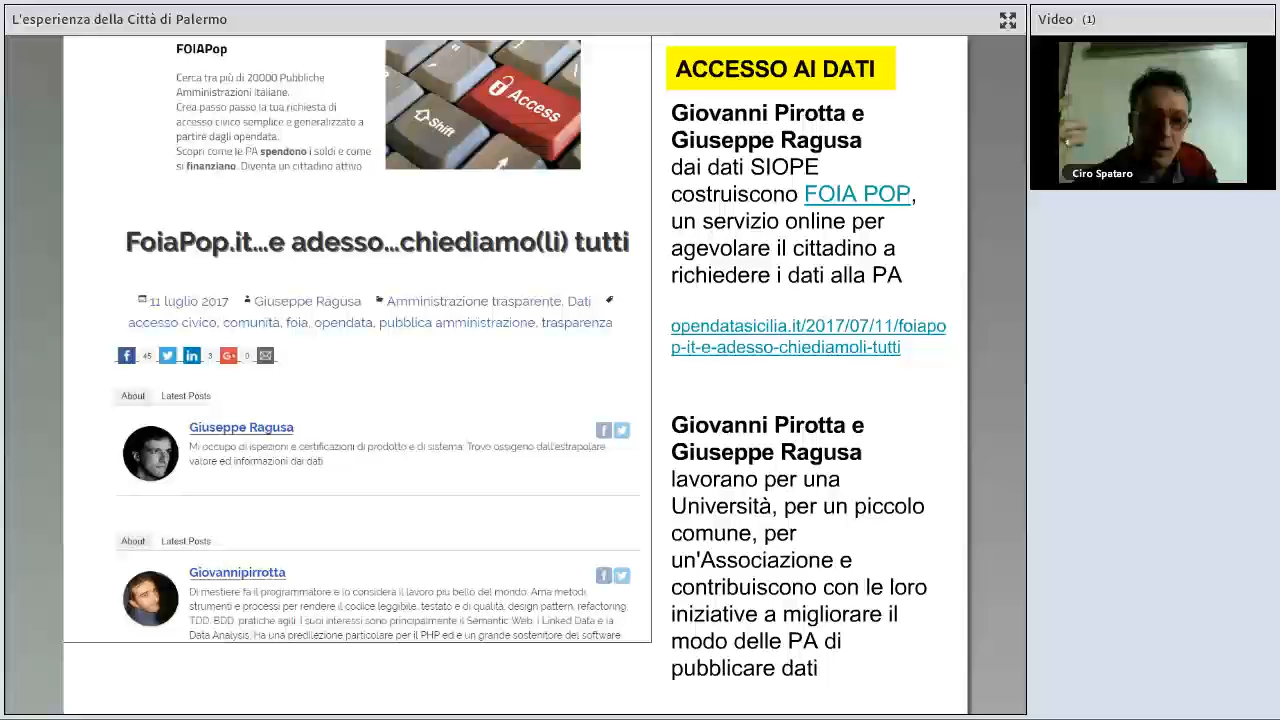 L'esperienza della Città di Palermo
Video (1)
Ciro Spataro
FOIAPop
Cerca tra più di 20000 Pubbliche
Amministrazioni Italiane.
Crea passo passo la tua richiesta di
accesso civico semplice e generalizzato a
partire dagli opendata.
Scopri come le PA spendono i soldi e come
si finanziano. Diventa un cittadino attivo
Access
Shift
FoiaPop.it...e adesso...chiediamo(li) tutti
11 luglio 2017 Giuseppe Ragusa Amministrazione trasparente, Dati
accesso civico, comunità, foia, opendata, pubblica amministrazione, trasparenza
45 3 0
About Latest Posts
Giuseppe Ragusa
Mi occupo di ispezioni e certificazioni di prodotto e di sistema. Trovo ossigeno dall'estrapolare
valore ed informazioni dai dati
About Latest Posts
Giovannipirrotta
Di mestiere fa il programmatore e lo considera il lavoro più bello del mondo. Ama metodi,
strumenti e processi per rendere il codice leggibile, testato e di qualità, design pattern, refactoring,
TDD, BDD, pratiche agili. I suoi interessi sono principalmente il Semantic Web, i Linked Data e la
Data Analysis. Ha una predilezione particolare per il PHP ed e un grande sostenitore del software
ACCESSO AI DATI
Giovanni Pirotta e
Giuseppe Ragusa
dai dati SIOPE
costruiscono FOIA POP,
un servizio online per
agevolare il cittadino a
richiedere i dati alla PA
opendatasicilia.it/2017/07/11/foiapo
p-it-e-adesso-chiediamoli-tutti
Giovanni Pirotta e
Giuseppe Ragusa
lavorano per una
Università, per un piccolo
comune, per
un'Associazione e
contribuiscono con le loro
iniziative a migliorare il
modo delle PA di
pubblicare dati